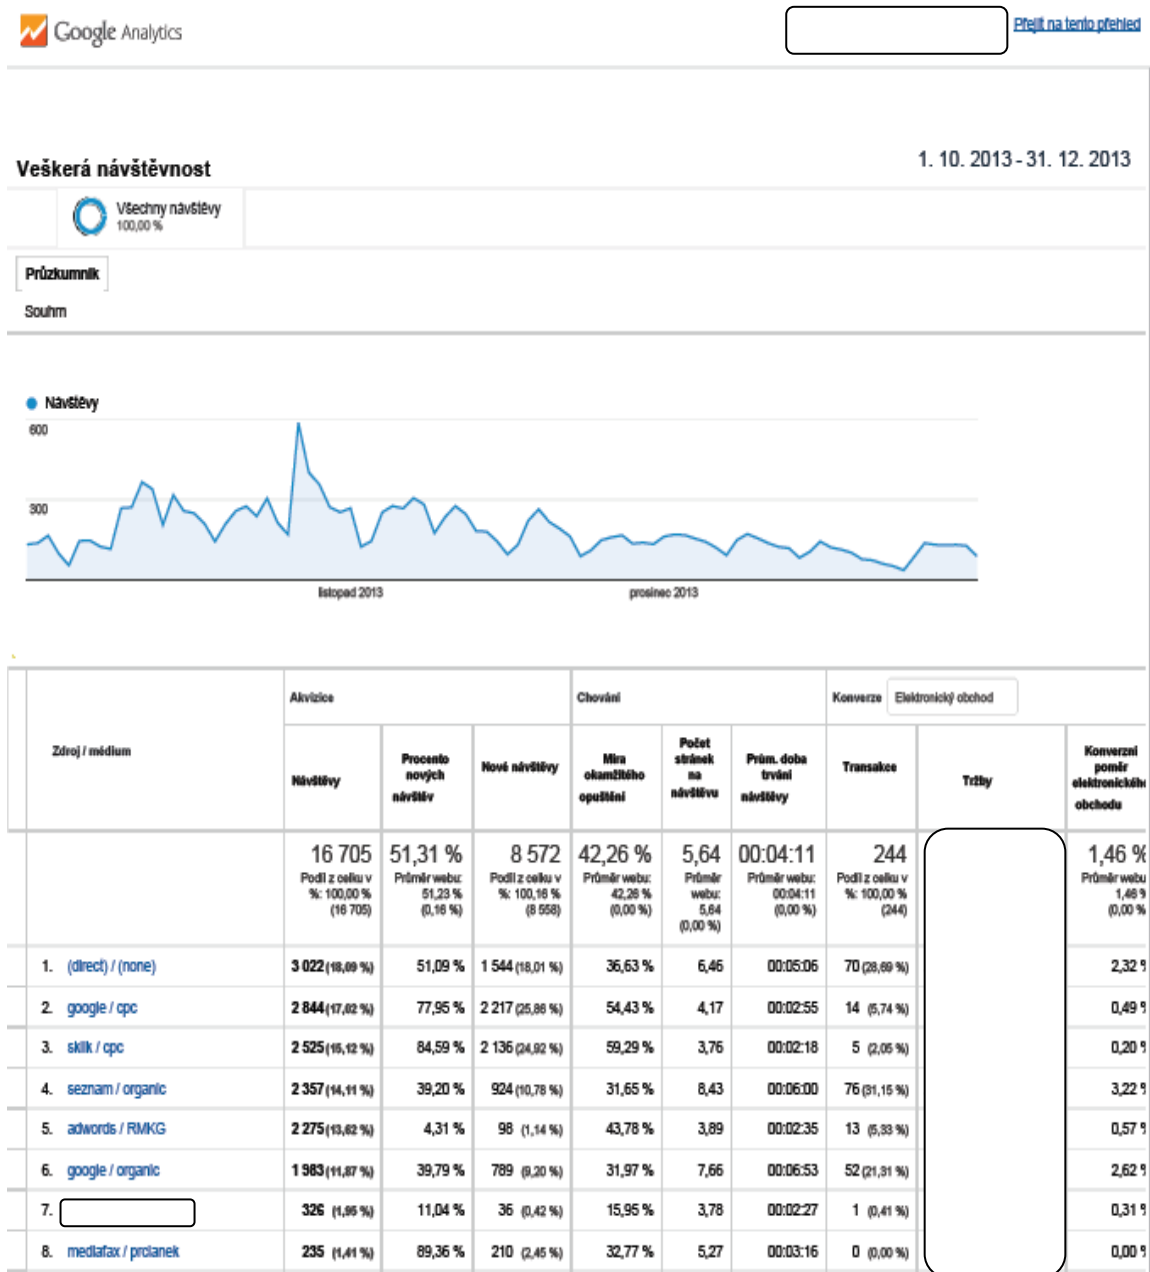 Google Analytics
Přejít na tento přehled
Veškerá návštěvnost
1. 10. 2013 - 31. 12. 2013
Všechny návštěvy
100,00 %
Průzkumník
Souhrn
Návštěvy
600
300
listopad 2013
prosinec 2013
Akvizice
Chování
Konverze Elektronický obchod
Zdroj / médium
Návštěvy
Procento nových návštěv
Nové návštěvy
Míra okamžitého opuštění
Počet stránek na návštěvu
Prům. doba trvání návštěvy
Transakce
Tržby
Konverzní poměr elektronického obchodu
16 705 51,31 % 8 572 42,26 % 5,64 00:04:11 244 1,46 %
Podíl z celku v %: 100,00 % (16 705)
Průměr webu: 51,23 % (0,16 %)
Podíl z celku v %: 100,16 % (8 558)
Průměr webu: 42,26 % (0,00 %)
Průměr webu: 5,64 (0,00 %)
Průměr webu: 00:04:11 (0,00 %)
Podíl z celku v %: 100,00 % (244)
Průměr webu 1,46 % (0,00 %
1. (direct) / (none) 3 022 (18,09 %) 51,09 % 1 544 (18,01 %) 36,63 % 6,46 00:05:06 70 (28,69 %) 2,32 %
2. google / cpc 2 844 (17,02 %) 77,95 % 2 217 (25,86 %) 54,43 % 4,17 00:02:55 14 (5,74 %) 0,49 %
3. sklik / cpc 2 525 (15,12 %) 84,59 % 2 136 (24,92 %) 59,29 % 3,76 00:02:18 5 (2,05 %) 0,20 %
4. seznam / organic 2 357 (14,11 %) 39,20 % 924 (10,78 %) 31,65 % 8,43 00:06:00 76 (31,15 %) 3,22 %
5. adwords / RMKG 2 275 (13,62 %) 4,31 % 98 (1,14 %) 43,78 % 3,89 00:02:35 13 (5,33 %) 0,57 %
6. google / organic 1 983 (11,87 %) 39,79 % 789 (9,20 %) 31,97 % 7,66 00:06:53 52 (21,31 %) 2,62 %
7. 326 (1,95 %) 11,04 % 36 (0,42 %) 15,95 % 3,78 00:02:27 1 (0,41 %) 0,31 %
8. mediafax / prclanek 235 (1,41 %) 89,36 % 210 (2,45 %) 32,77 % 5,27 00:03:16 0 (0,00 %) 0,00 %